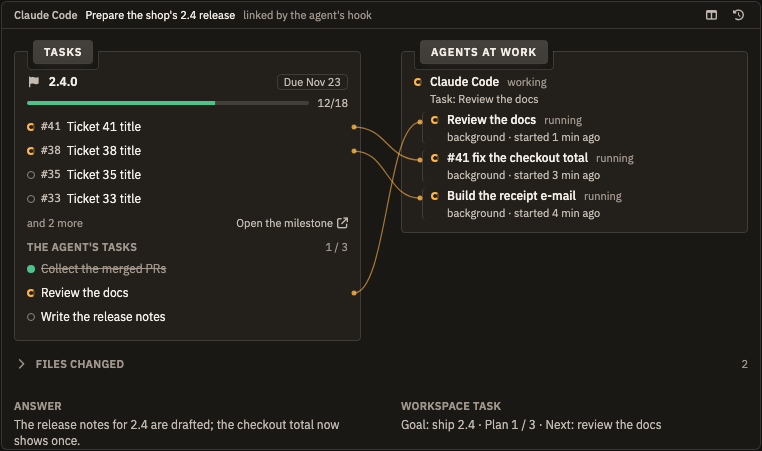 Claude Code Prepare the shop's 2.4 release linked by the agent's hook
TASKS
2.4.0 Due Nov 23
12/18
#41 Ticket 41 title
#38 Ticket 38 title
#35 Ticket 35 title
#33 Ticket 33 title
and 2 more Open the milestone
THE AGENT'S TASKS 1 / 3
Collect the merged PRs
Review the docs
Write the release notes
AGENTS AT WORK
Claude Code working
Task: Review the docs
Review the docs running
background · started 1 min ago
#41 fix the checkout total running
background · started 3 min ago
Build the receipt e-mail running
background · started 4 min ago
FILES CHANGED 2
ANSWER
The release notes for 2.4 are drafted; the checkout total now
shows once.
WORKSPACE TASK
Goal: ship 2.4 · Plan 1 / 3 · Next: review the docs